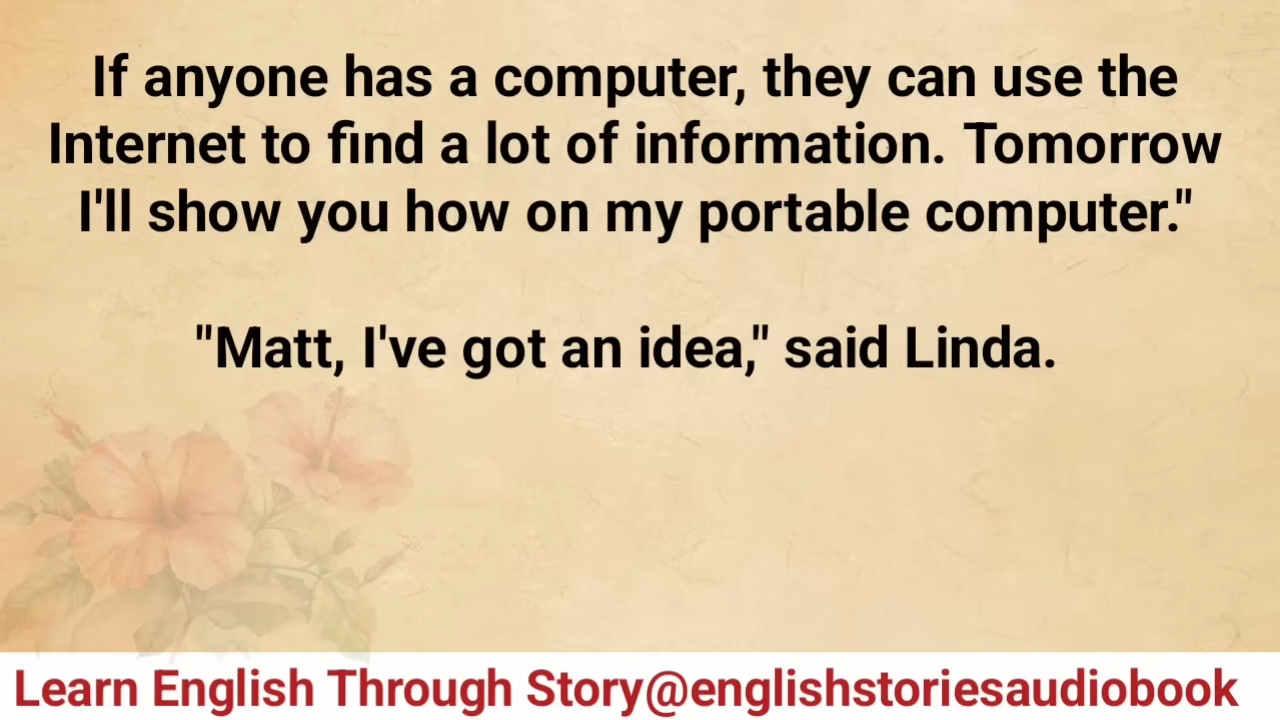 If anyone has a computer, they can use the
Internet to find a lot of information. Tomorrow
I'll show you how on my portable computer."
"Matt, I've got an idea," said Linda.
Learn English Through Story@englishstoriesaudiobook